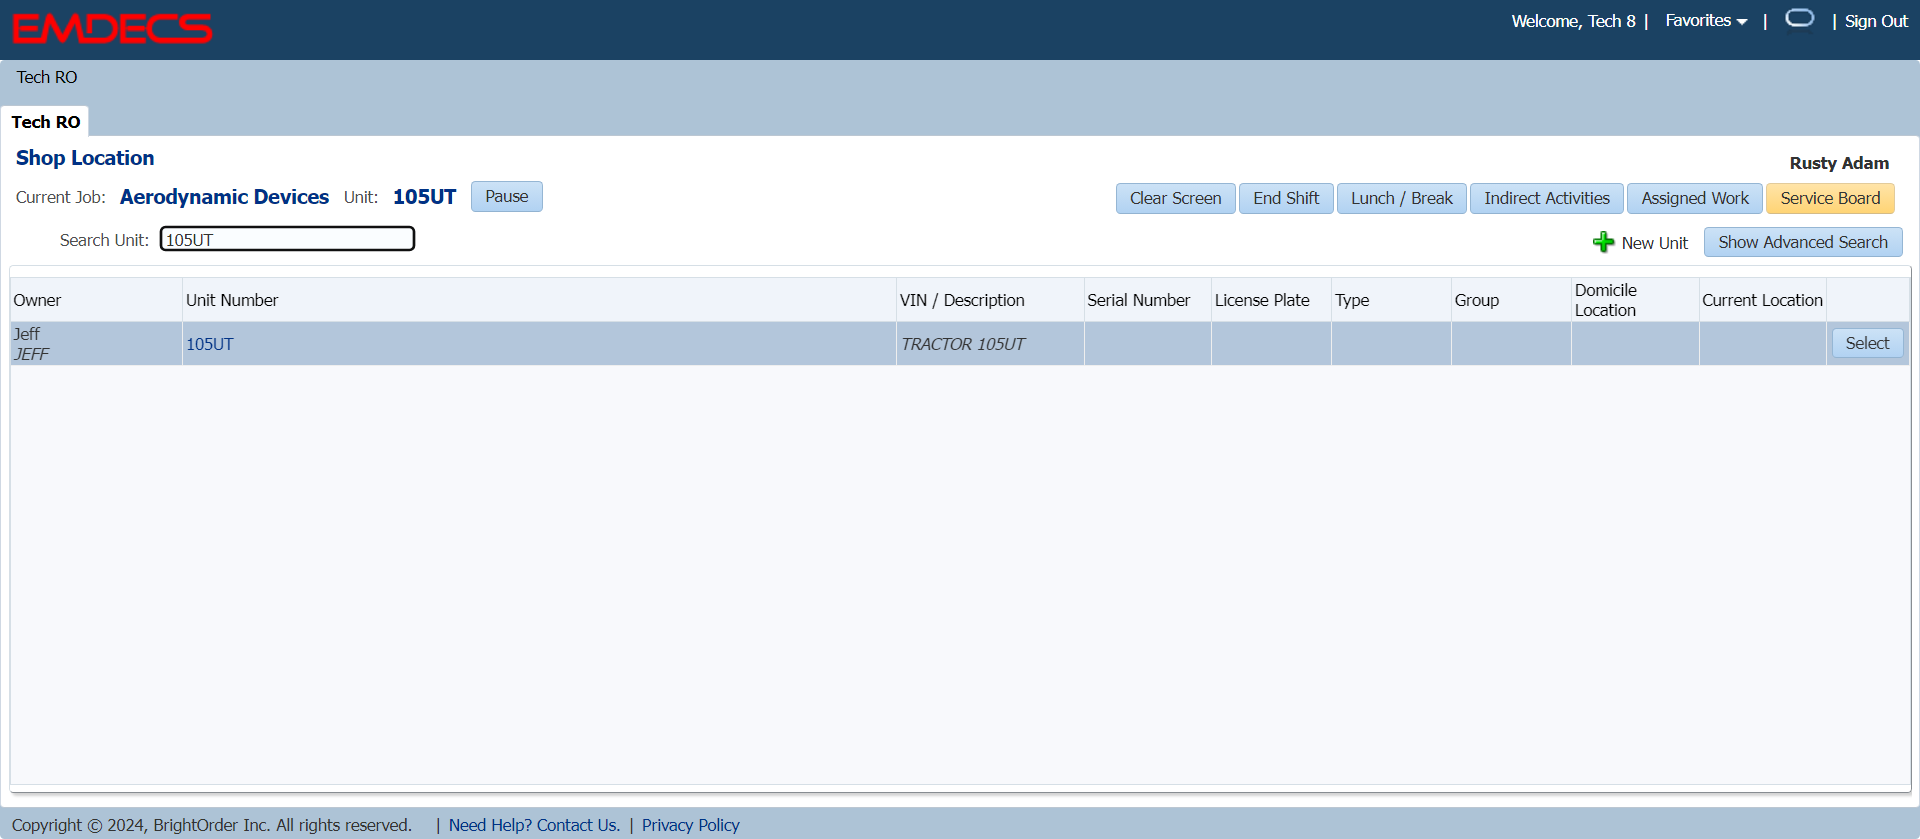 EMDECS
Welcome, Tech 8 | Favorites | | Sign Out
Tech RO
Tech RO
Shop Location
Rusty Adam
Current Job: Aerodynamic Devices Unit: 105UT Pause
Clear Screen End Shift Lunch / Break Indirect Activities Assigned Work Service Board
Search Unit: 105UT
New Unit Show Advanced Search
Owner Unit Number VIN / Description Serial Number License Plate Type Group Domicile Location Current Location
Jeff
JEFF
105UT TRACTOR 105UT Select
Copyright © 2024, BrightOrder Inc. All rights reserved. | Need Help? Contact Us. | Privacy Policy